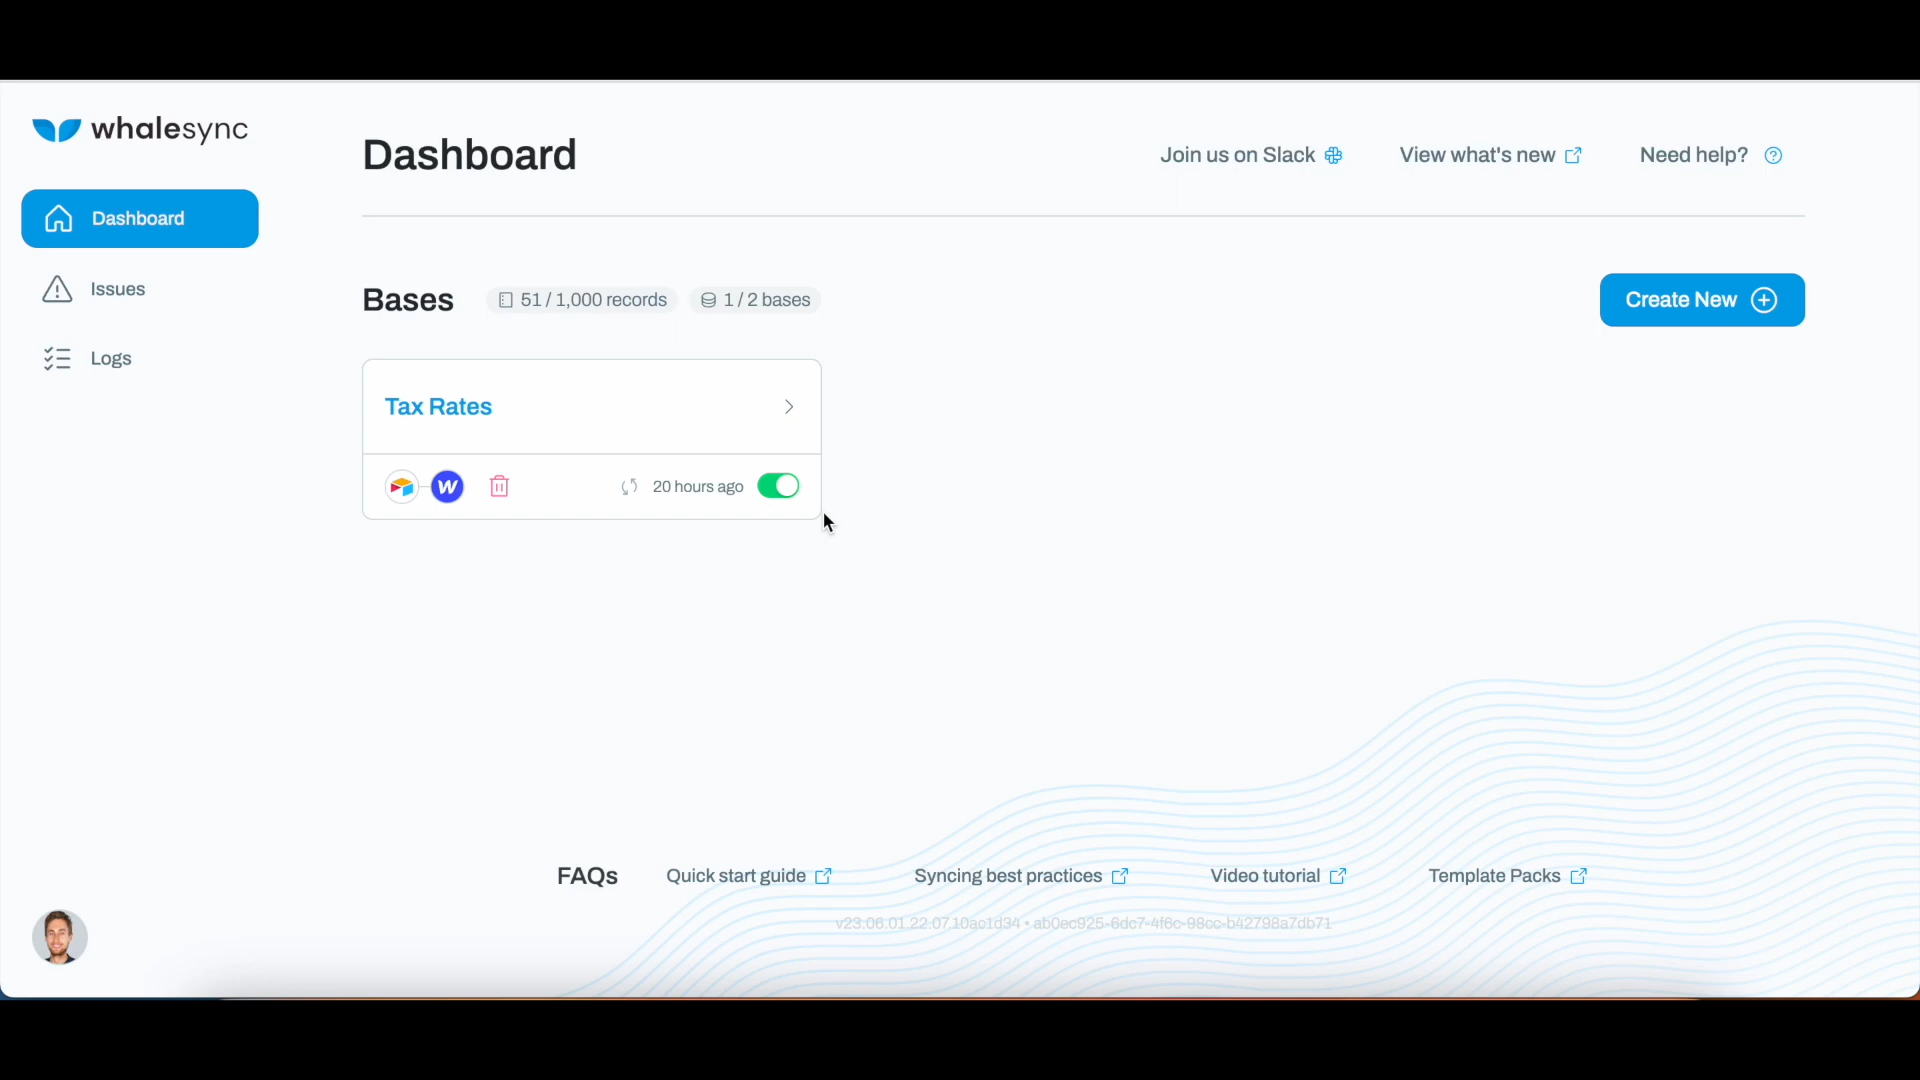 whalesync
Dashboard
Join us on Slack
View what's new
Need help?
Dashboard
Issues
Logs
Bases
51 / 1,000 records
1 / 2 bases
Create New
Tax Rates
W
20 hours ago
FAQs
Quick start guide
Syncing best practices
Video tutorial
Template Packs
v23.06.01.22.07.10ac1d34 • ab0ec925-6dc7-4f6c-98cc-b42798a7db71